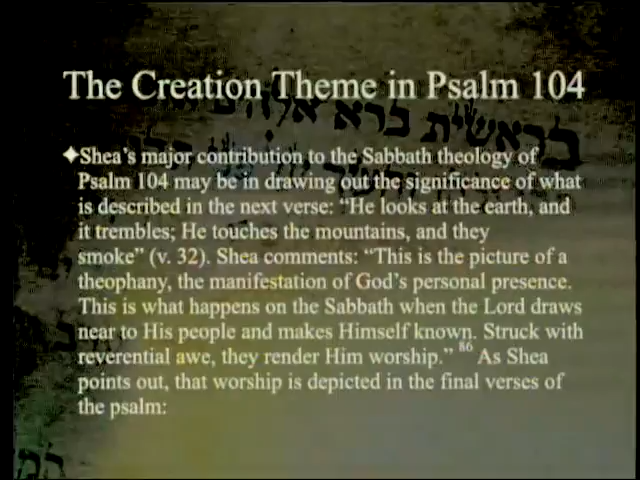 The Creation Theme in Psalm 104
בראשית ברא אלהים
✦Shea's major contribution to the Sabbath theology of
Psalm 104 may be in drawing out the significance of what
is described in the next verse: “He looks at the earth, and
it trembles; He touches the mountains, and they
smoke” (v. 32). Shea comments: “This is the picture of a
theophany, the manifestation of God's personal presence.
This is what happens on the Sabbath when the Lord draws
near to His people and makes Himself known. Struck with
reverential awe, they render Him worship.” 86 As Shea
points out, that worship is depicted in the final verses of
the psalm: